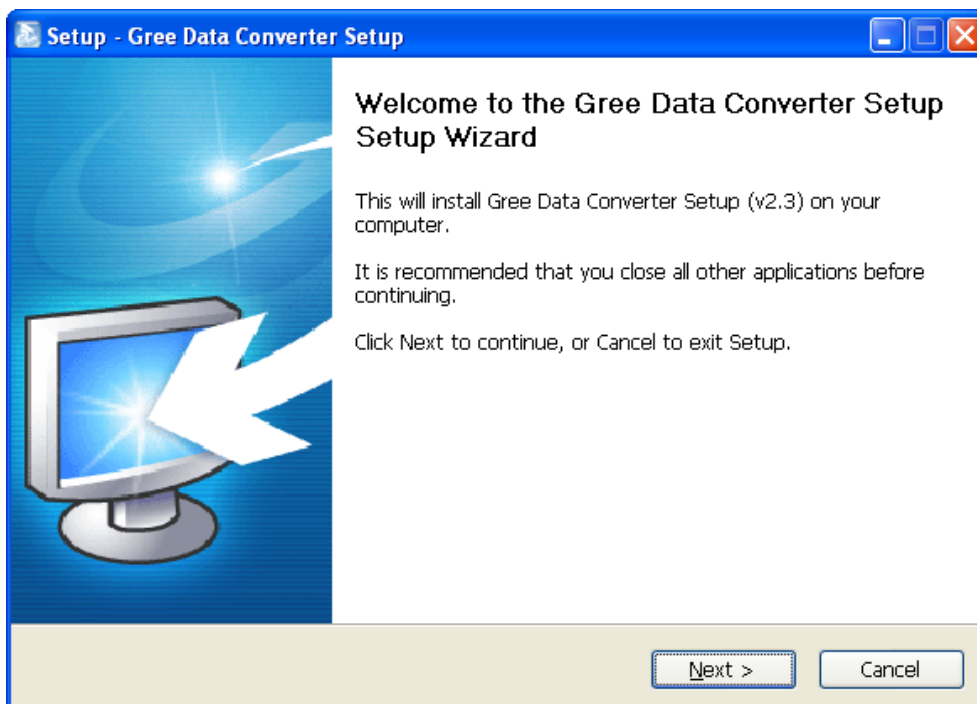 Setup - Gree Data Converter Setup
Welcome to the Gree Data Converter Setup
Setup Wizard
This will install Gree Data Converter Setup (v2.3) on your
computer.
It is recommended that you close all other applications before
continuing.
Click Next to continue, or Cancel to exit Setup.
Next >
Cancel